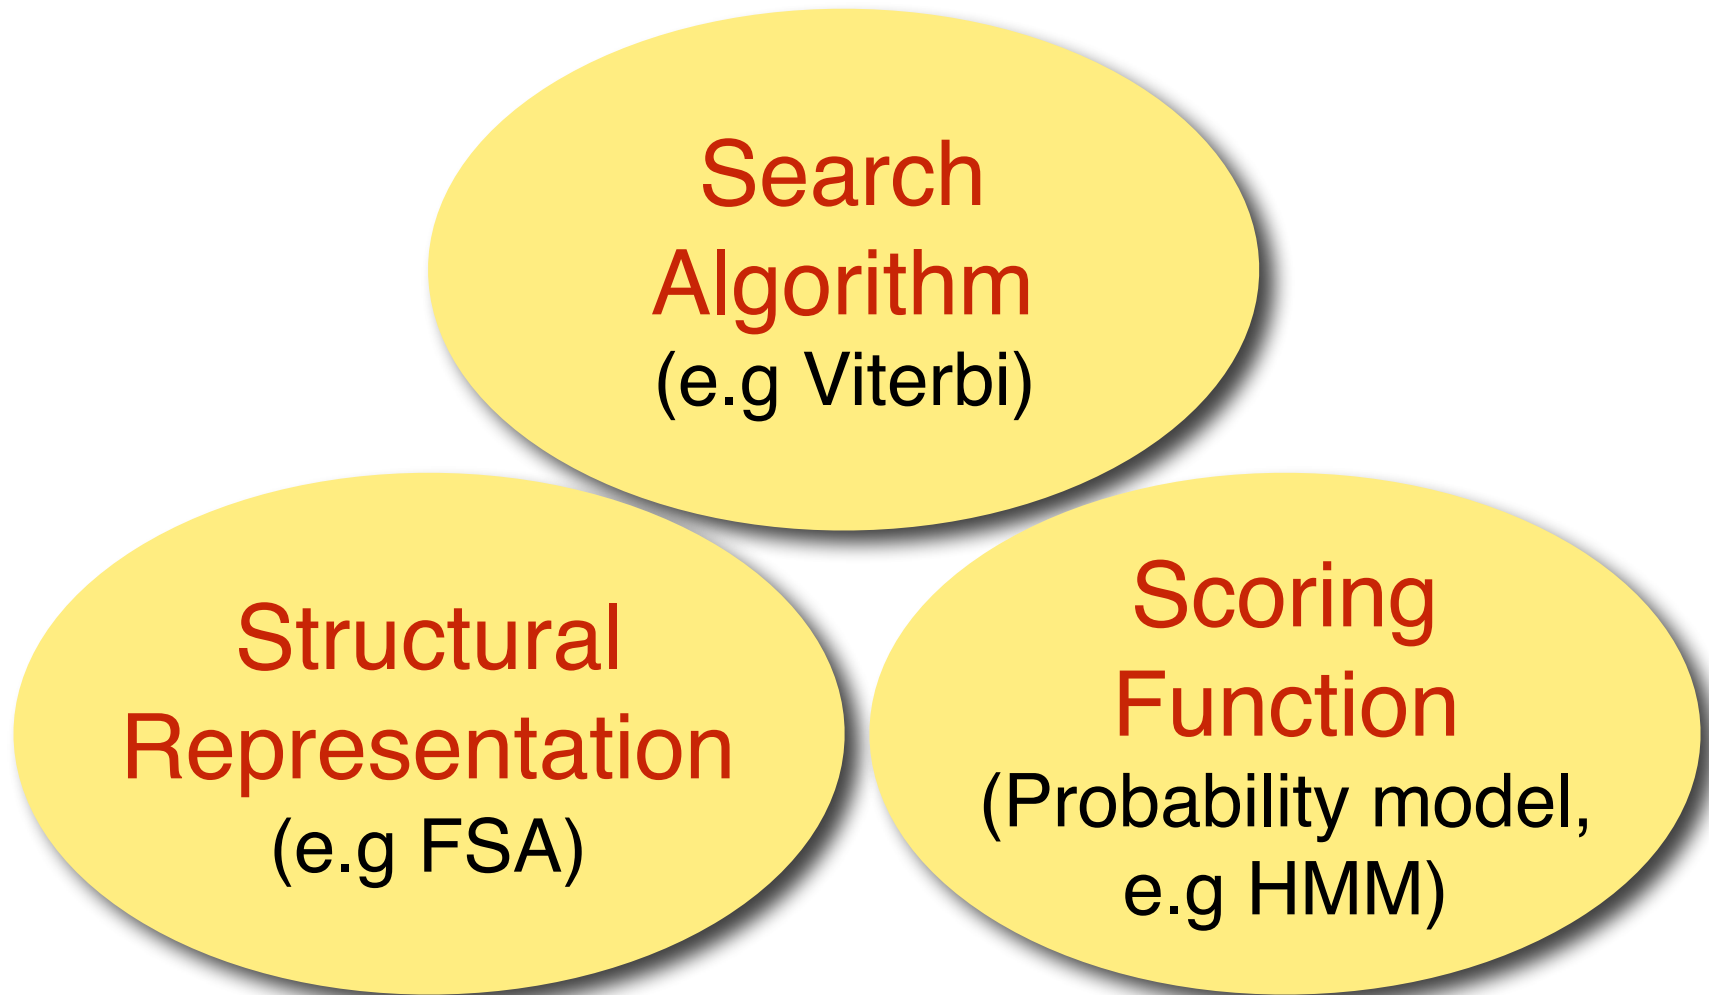 Search
Algorithm
(e.g Viterbi)
Structural
Representation
(e.g FSA)
Scoring
Function
(Probability model,
e.g HMM)